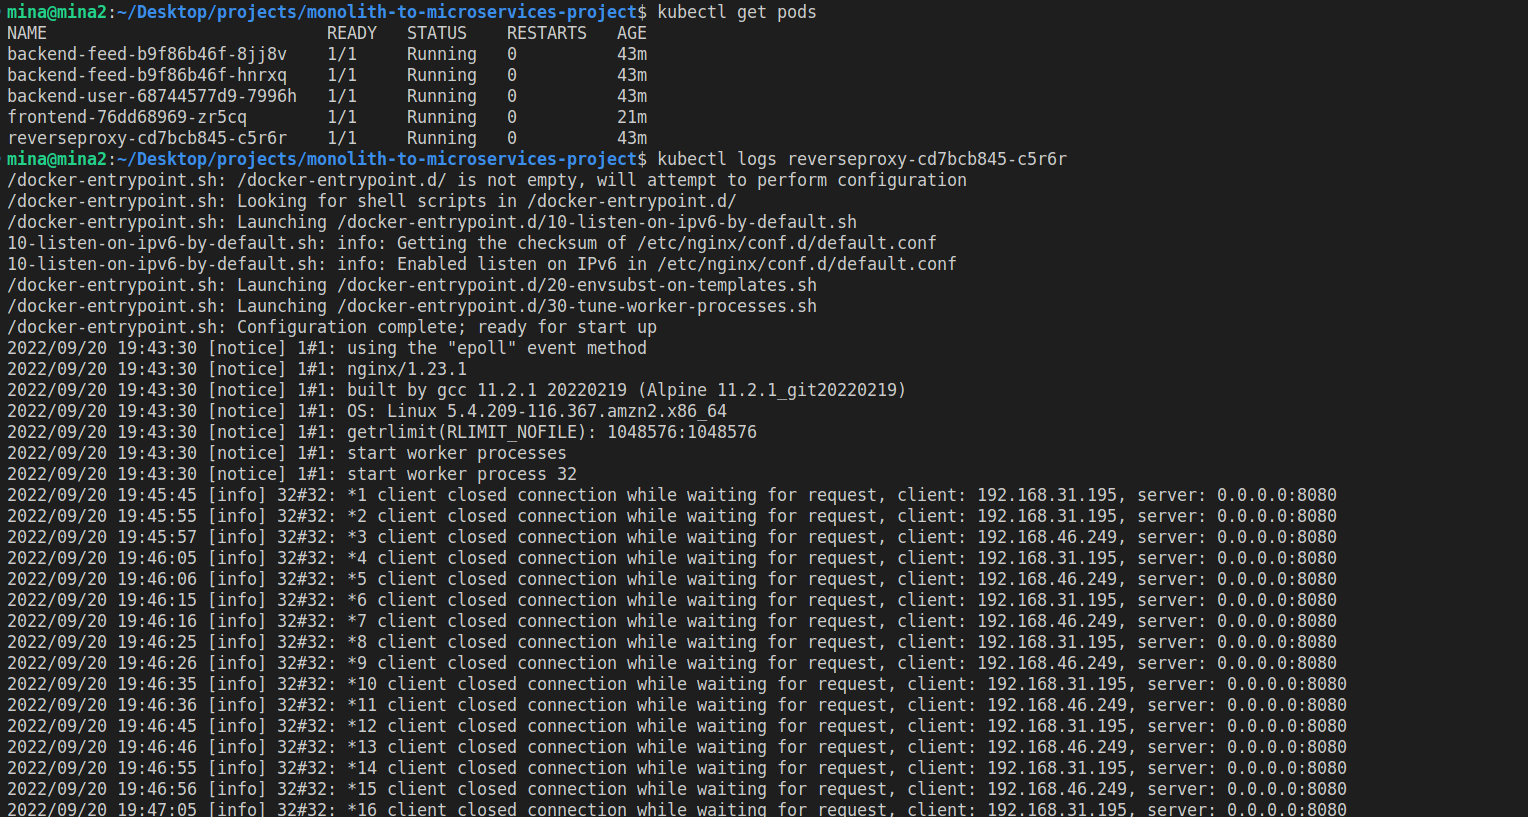 mina@mina2:~/Desktop/projects/monolith-to-microservices-project$ kubectl get pods
NAME READY STATUS RESTARTS AGE
backend-feed-b9f86b46f-8jj8v 1/1 Running 0 43m
backend-feed-b9f86b46f-hnrxq 1/1 Running 0 43m
backend-user-68744577d9-7996h 1/1 Running 0 43m
frontend-76dd68969-zr5cq 1/1 Running 0 21m
reverseproxy-cd7bcb845-c5r6r 1/1 Running 0 43m
mina@mina2:~/Desktop/projects/monolith-to-microservices-project$ kubectl logs reverseproxy-cd7bcb845-c5r6r
/docker-entrypoint.sh: /docker-entrypoint.d/ is not empty, will attempt to perform configuration
/docker-entrypoint.sh: Looking for shell scripts in /docker-entrypoint.d/
/docker-entrypoint.sh: Launching /docker-entrypoint.d/10-listen-on-ipv6-by-default.sh
10-listen-on-ipv6-by-default.sh: info: Getting the checksum of /etc/nginx/conf.d/default.conf
10-listen-on-ipv6-by-default.sh: info: Enabled listen on IPv6 in /etc/nginx/conf.d/default.conf
/docker-entrypoint.sh: Launching /docker-entrypoint.d/20-envsubst-on-templates.sh
/docker-entrypoint.sh: Launching /docker-entrypoint.d/30-tune-worker-processes.sh
/docker-entrypoint.sh: Configuration complete; ready for start up
2022/09/20 19:43:30 [notice] 1#1: using the "epoll" event method
2022/09/20 19:43:30 [notice] 1#1: nginx/1.23.1
2022/09/20 19:43:30 [notice] 1#1: built by gcc 11.2.1 20220219 (Alpine 11.2.1_git20220219)
2022/09/20 19:43:30 [notice] 1#1: OS: Linux 5.4.209-116.367.amzn2.x86_64
2022/09/20 19:43:30 [notice] 1#1: getrlimit(RLIMIT_NOFILE): 1048576:1048576
2022/09/20 19:43:30 [notice] 1#1: start worker processes
2022/09/20 19:43:30 [notice] 1#1: start worker process 32
2022/09/20 19:45:45 [info] 32#32: *1 client closed connection while waiting for request, client: 192.168.31.195, server: 0.0.0.0:8080
2022/09/20 19:45:55 [info] 32#32: *2 client closed connection while waiting for request, client: 192.168.31.195, server: 0.0.0.0:8080
2022/09/20 19:45:57 [info] 32#32: *3 client closed connection while waiting for request, client: 192.168.46.249, server: 0.0.0.0:8080
2022/09/20 19:46:05 [info] 32#32: *4 client closed connection while waiting for request, client: 192.168.31.195, server: 0.0.0.0:8080
2022/09/20 19:46:06 [info] 32#32: *5 client closed connection while waiting for request, client: 192.168.46.249, server: 0.0.0.0:8080
2022/09/20 19:46:15 [info] 32#32: *6 client closed connection while waiting for request, client: 192.168.31.195, server: 0.0.0.0:8080
2022/09/20 19:46:16 [info] 32#32: *7 client closed connection while waiting for request, client: 192.168.46.249, server: 0.0.0.0:8080
2022/09/20 19:46:25 [info] 32#32: *8 client closed connection while waiting for request, client: 192.168.31.195, server: 0.0.0.0:8080
2022/09/20 19:46:26 [info] 32#32: *9 client closed connection while waiting for request, client: 192.168.46.249, server: 0.0.0.0:8080
2022/09/20 19:46:35 [info] 32#32: *10 client closed connection while waiting for request, client: 192.168.31.195, server: 0.0.0.0:8080
2022/09/20 19:46:36 [info] 32#32: *11 client closed connection while waiting for request, client: 192.168.46.249, server: 0.0.0.0:8080
2022/09/20 19:46:45 [info] 32#32: *12 client closed connection while waiting for request, client: 192.168.31.195, server: 0.0.0.0:8080
2022/09/20 19:46:46 [info] 32#32: *13 client closed connection while waiting for request, client: 192.168.46.249, server: 0.0.0.0:8080
2022/09/20 19:46:55 [info] 32#32: *14 client closed connection while waiting for request, client: 192.168.31.195, server: 0.0.0.0:8080
2022/09/20 19:46:56 [info] 32#32: *15 client closed connection while waiting for request, client: 192.168.46.249, server: 0.0.0.0:8080
2022/09/20 19:47:05 [info] 32#32: *16 client closed connection while waiting for request, client: 192.168.31.195, server: 0.0.0.0:8080